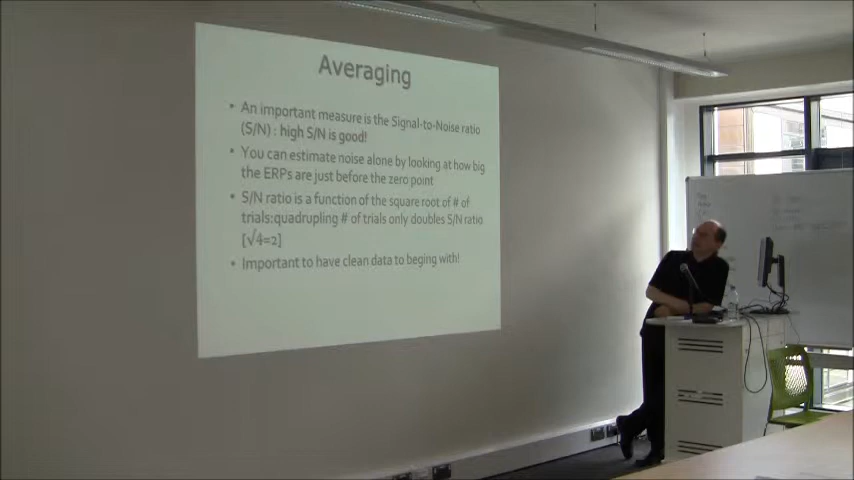 Averaging
• An important measure is the Signal-to-Noise ratio
(S/N) : high S/N is good!
• You can estimate noise alone by looking at how big
the ERPs are just before the zero point
• S/N ratio is a function of the square root of # of
trials:quadrupling # of trials only doubles S/N ratio
[√4=2]
• Important to have clean data to beging with!